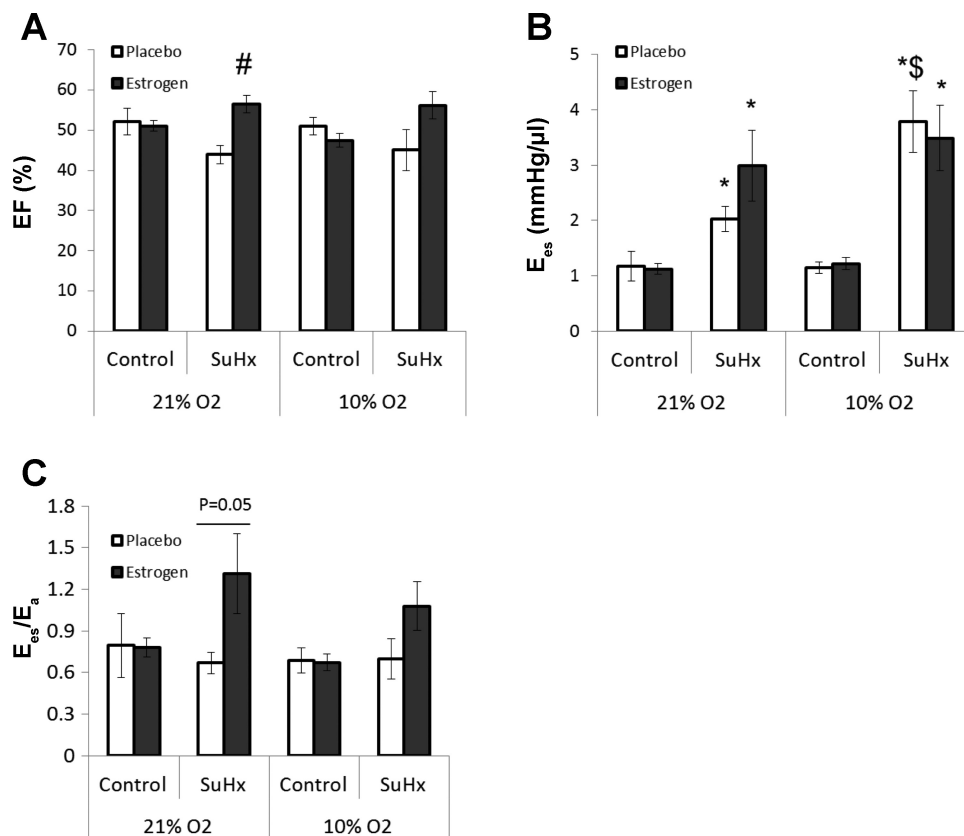 A
70
60
50
40
30
20
10
0
EF (%)
Placebo
Estrogen
#
Control SuHx Control SuHx
21% O2 10% O2
B
5
4
3
2
1
0
Ees (mmHg/µl)
Placebo
Estrogen
* * *$ *
Control SuHx Control SuHx
21% O2 10% O2
C
1.8
1.5
1.2
0.9
0.6
0.3
0
Ees/Ea
Placebo
Estrogen
P=0.05
Control SuHx Control SuHx
21% O2 10% O2